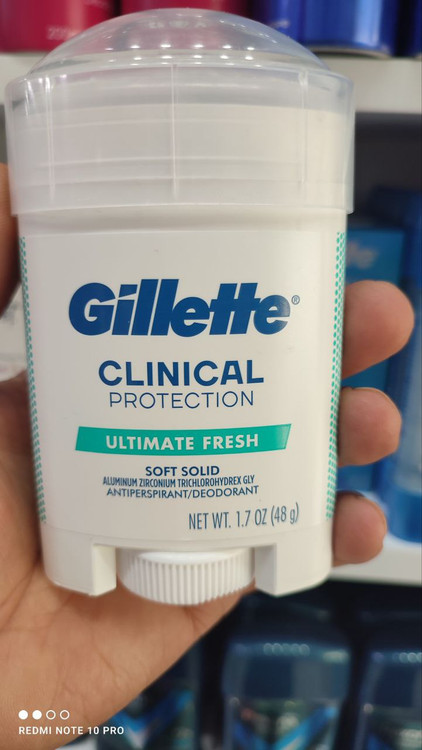 Gillette®
CLINICAL
PROTECTION
ULTIMATE FRESH
SOFT SOLID
ALUMINUM ZIRCONIUM TRICHLOROHYDREX GLY
ANTIPERSPIRANT/DEODORANT
NET WT. 1.7 OZ (48 g)
REDMI NOTE 10 PRO